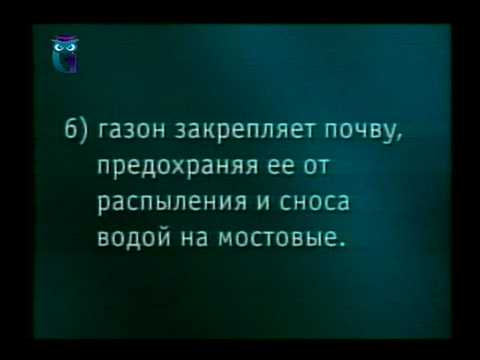 б) газон закрепляет почву,
предохраняя ее от
распыления и сноса
водой на мостовые.